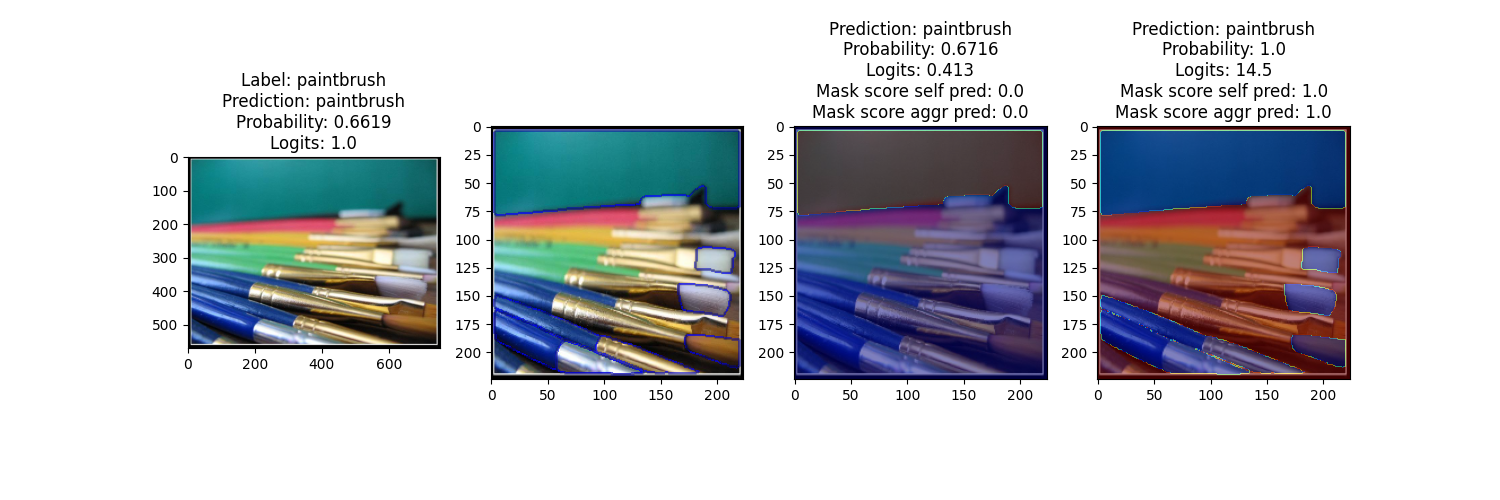 Label: paintbrush
Prediction: paintbrush
Probability: 0.6619
Logits: 1.0
0
100
200
300
400
500
0 200 400 600
0
25
50
75
100
125
150
175
200
0 50 100 150 200
Prediction: paintbrush
Probability: 0.6716
Logits: 0.413
Mask score self pred: 0.0
Mask score aggr pred: 0.0
0
25
50
75
100
125
150
175
200
0 50 100 150 200
Prediction: paintbrush
Probability: 1.0
Logits: 14.5
Mask score self pred: 1.0
Mask score aggr pred: 1.0
0
25
50
75
100
125
150
175
200
0 50 100 150 200